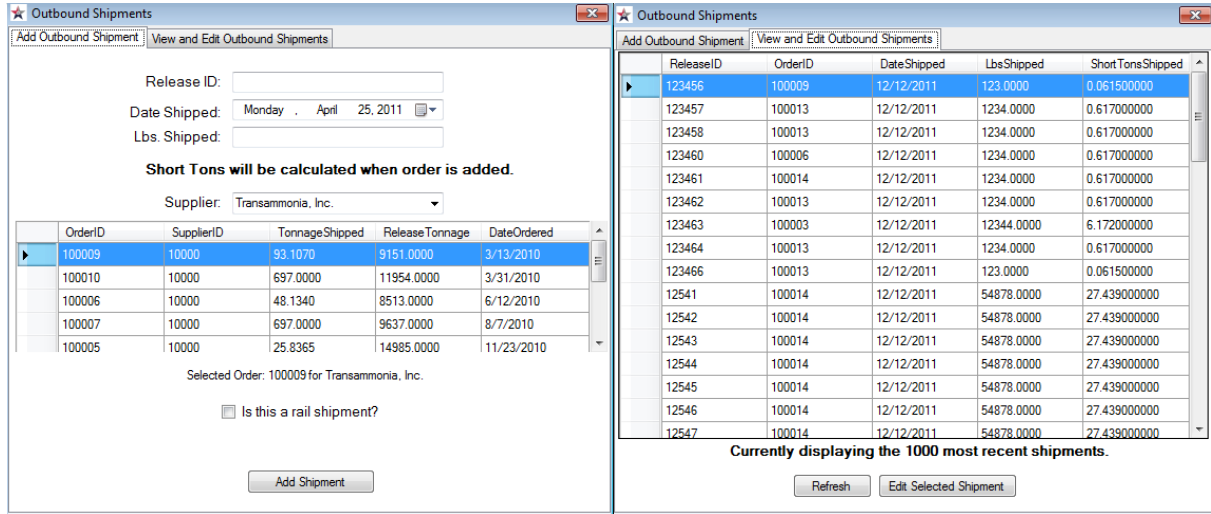 Outbound Shipments
Add Outbound Shipment View and Edit Outbound Shipments
Release ID:
Date Shipped: Monday , April 25, 2011
Lbs. Shipped:
Short Tons will be calculated when order is added.
Supplier: Transammonia, Inc.
OrderID SupplierID TonnageShipped ReleaseTonnage DateOrdered
100009 10000 93.1070 9151.0000 3/13/2010
100010 10000 697.0000 11954.0000 3/31/2010
100006 10000 48.1340 8513.0000 6/12/2010
100007 10000 697.0000 9637.0000 8/7/2010
100005 10000 25.8365 14985.0000 11/23/2010
Selected Order: 100009 for Transammonia, Inc.
Is this a rail shipment?
Add Shipment
Outbound Shipments
Add Outbound Shipment View and Edit Outbound Shipments
ReleaseID OrderID DateShipped LbsShipped ShortTonsShipped
123456 100009 12/12/2011 123.0000 0.061500000
123457 100013 12/12/2011 1234.0000 0.617000000
123458 100013 12/12/2011 1234.0000 0.617000000
123460 100006 12/12/2011 1234.0000 0.617000000
123461 100014 12/12/2011 1234.0000 0.617000000
123462 100013 12/12/2011 1234.0000 0.617000000
123463 100003 12/12/2011 12344.0000 6.172000000
123464 100013 12/12/2011 1234.0000 0.617000000
123466 100013 12/12/2011 123.0000 0.061500000
12541 100014 12/12/2011 54878.0000 27.439000000
12542 100014 12/12/2011 54878.0000 27.439000000
12543 100014 12/12/2011 54878.0000 27.439000000
12544 100014 12/12/2011 54878.0000 27.439000000
12545 100014 12/12/2011 54878.0000 27.439000000
12546 100014 12/12/2011 54878.0000 27.439000000
12547 100014 12/12/2011 54878.0000 27.439000000
Currently displaying the 1000 most recent shipments.
Refresh Edit Selected Shipment